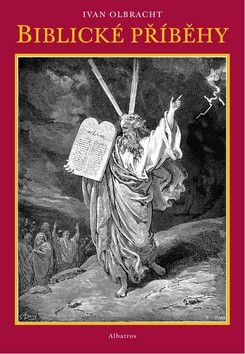 IVAN OLBRACHT
BIBLICKÉ PŘÍBĚHY
Albatros